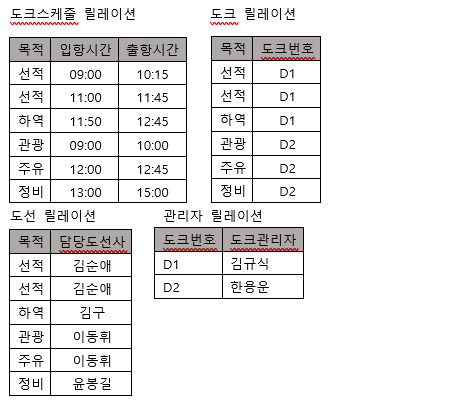 도크스케줄 릴레이션
목적 입항시간 출항시간
선적 09:00 10:15
선적 11:00 11:45
하역 11:50 12:45
관광 09:00 10:00
주유 12:00 12:45
정비 13:00 15:00
도크 릴레이션
목적 도크번호
선적 D1
선적 D1
하역 D1
관광 D2
주유 D2
정비 D2
도선 릴레이션
목적 담당도선사
선적 김순애
선적 김순애
하역 김구
관광 이동휘
주유 이동휘
정비 윤봉길
관리자 릴레이션
도크번호 도크관리자
D1 김규식
D2 한용운